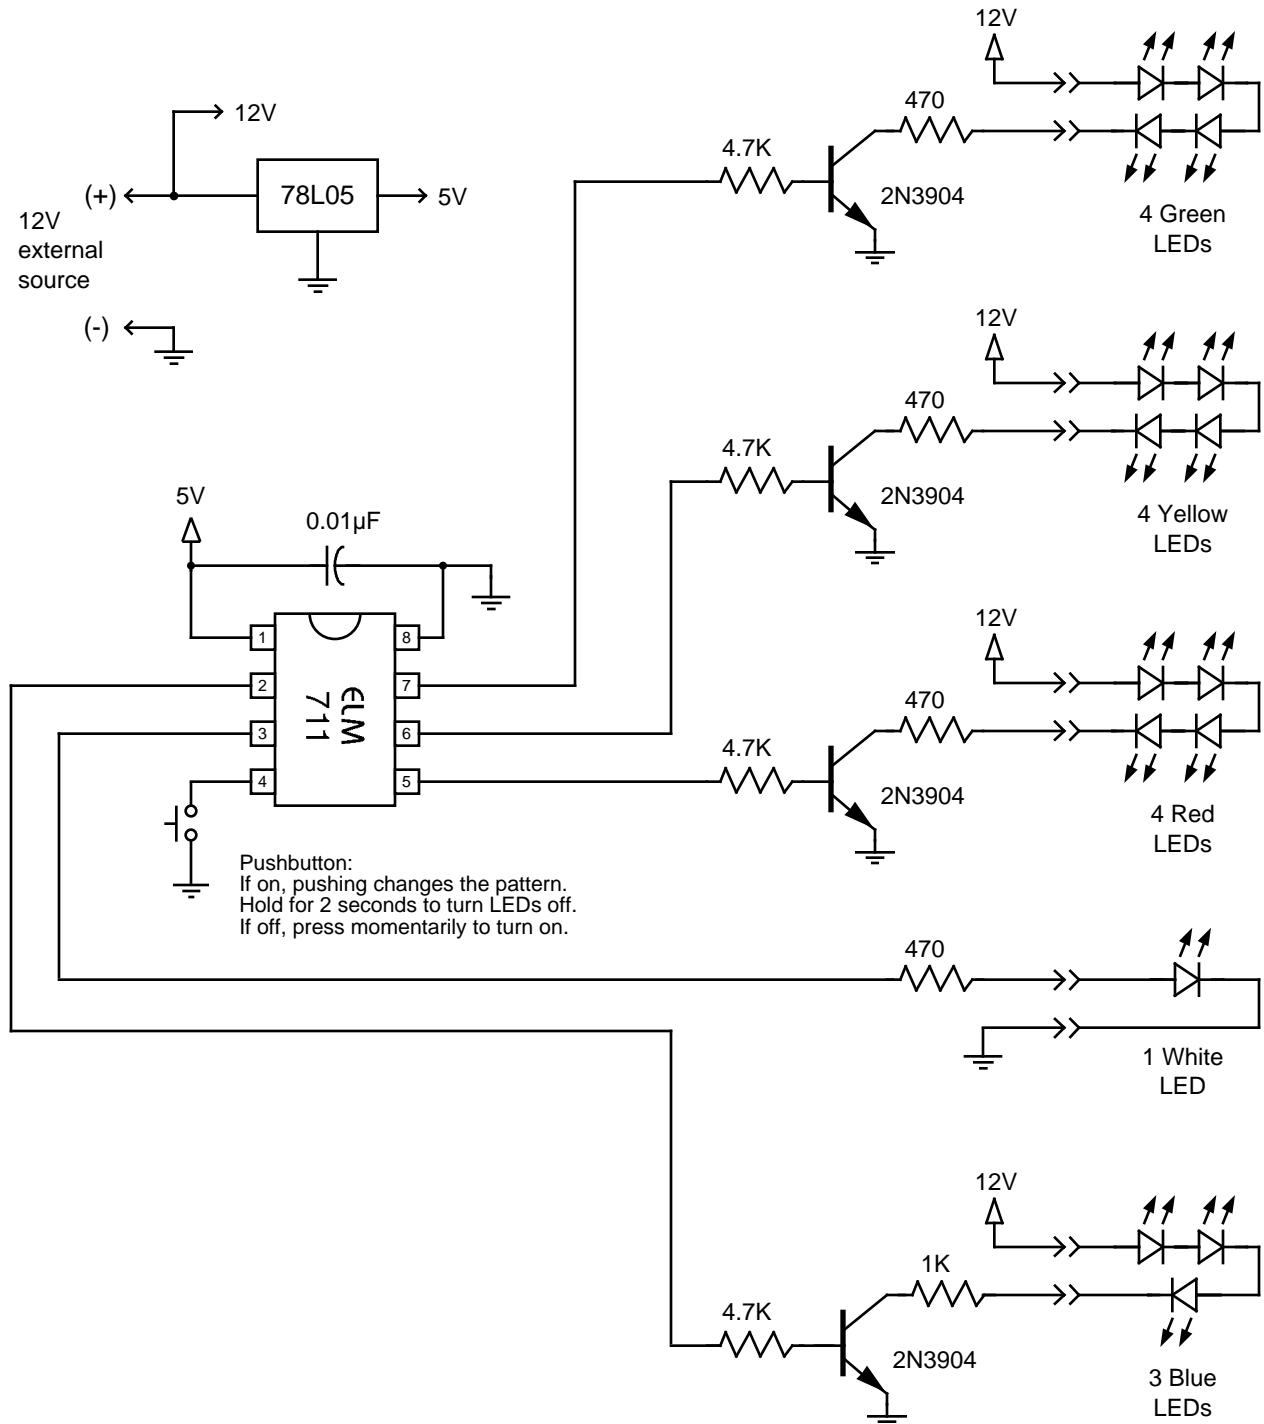 12V
(+)
12V
external
source
78L05
5V
(-)
4.7K
470
2N3904
12V
4 Green
LEDs
4.7K
470
2N3904
12V
4 Yellow
LEDs
5V
0.01µF
1
2
3
4
8
7
6
5
ELM
711
4.7K
470
2N3904
12V
4 Red
LEDs
Pushbutton:
If on, pushing changes the pattern.
Hold for 2 seconds to turn LEDs off.
If off, press momentarily to turn on.
470
1 White
LED
4.7K
1K
2N3904
12V
3 Blue
LEDs